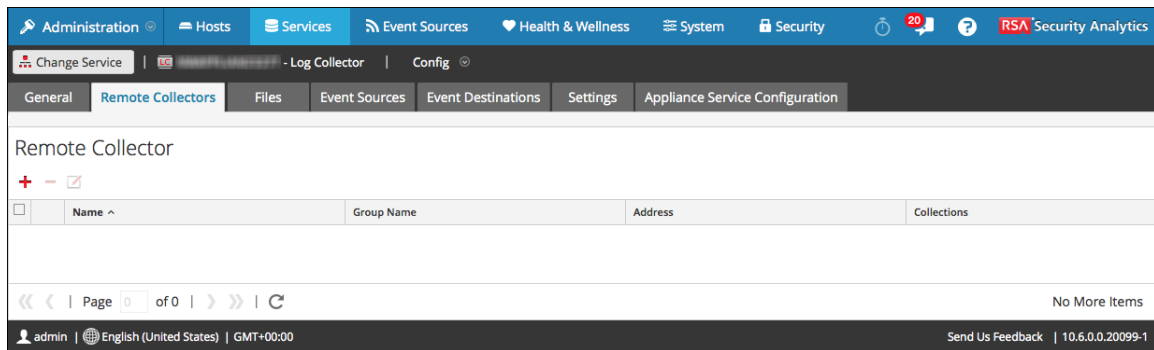 Administration Hosts Services Event Sources Health & Wellness System Security 20 ? RSA Security Analytics
Change Service | LC - Log Collector | Config
General Remote Collectors Files Event Sources Event Destinations Settings Appliance Service Configuration
Remote Collector
Name Group Name Address Collections
| Page 0 of 0 | | No More Items
admin | English (United States) | GMT+00:00 Send Us Feedback | 10.6.0.0.20099-1